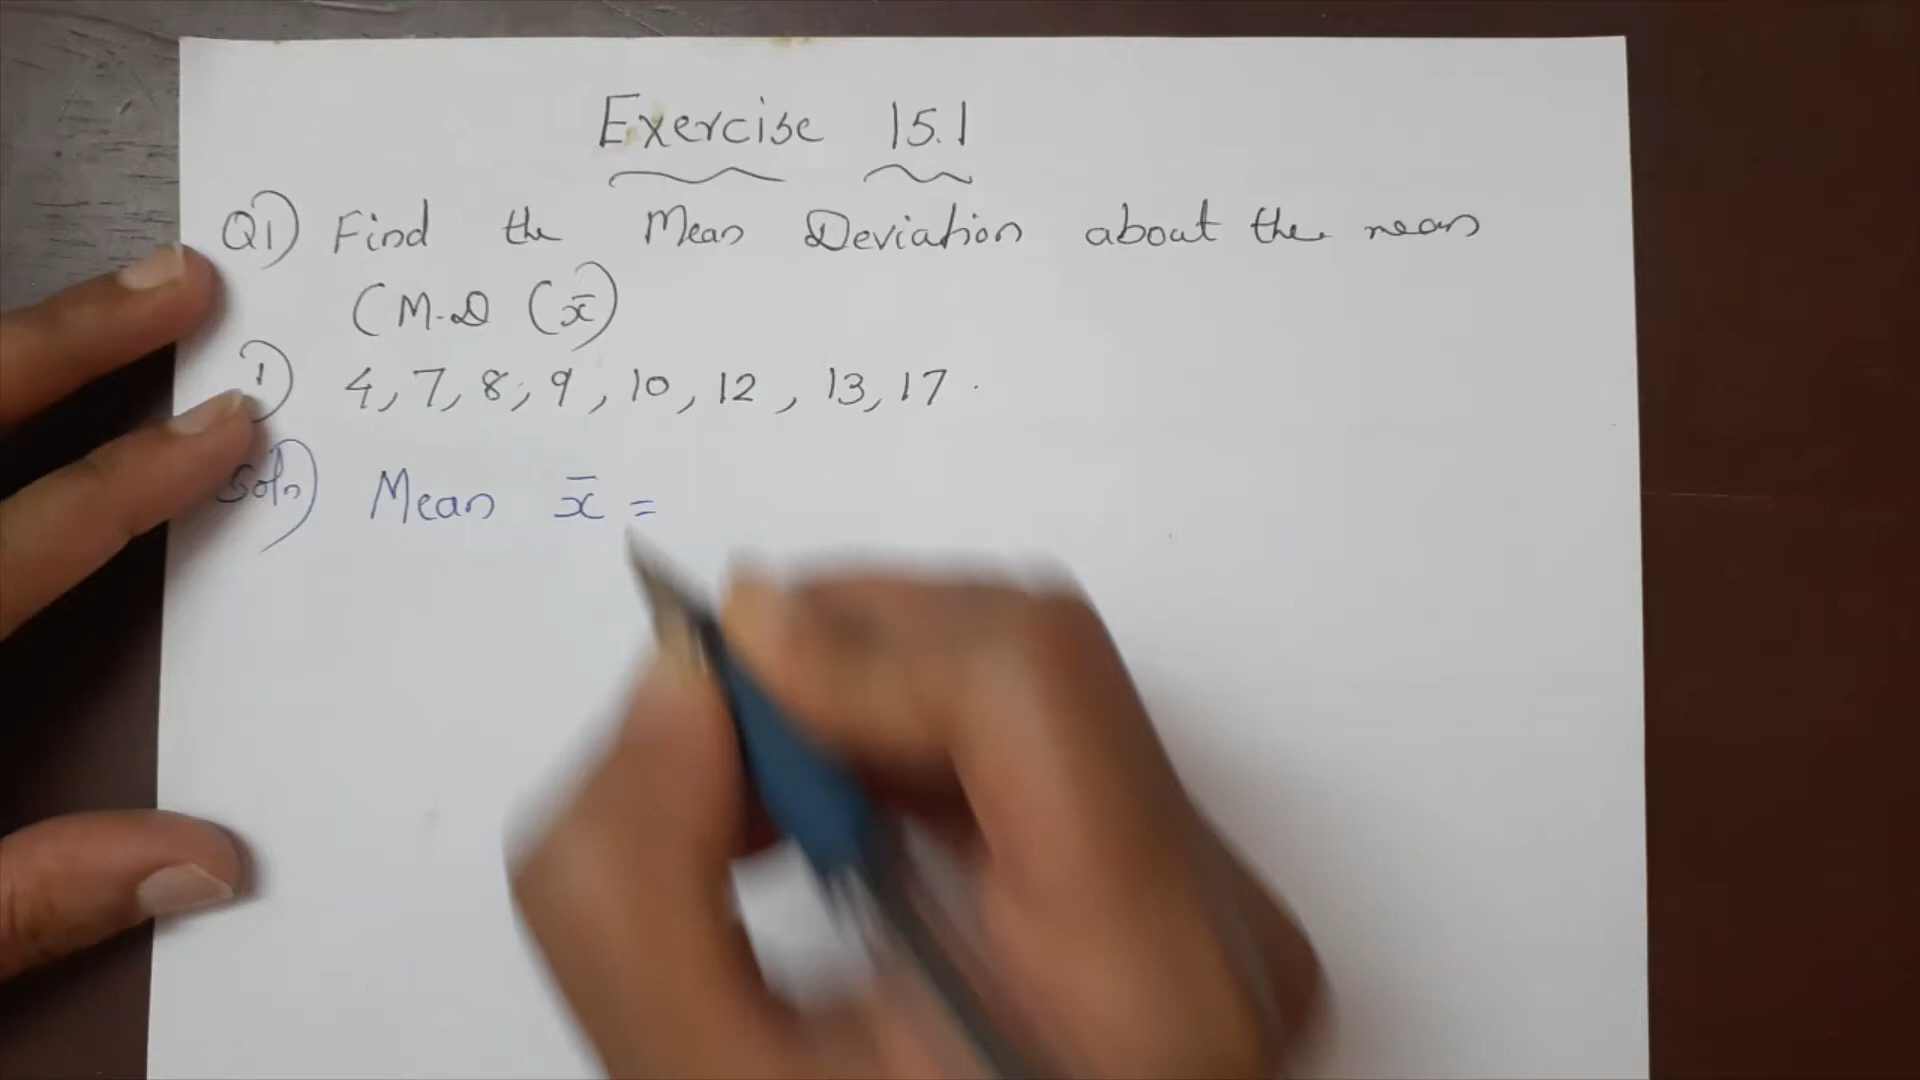 Exercise 15.1
Q1) Find the Mean Deviation about the mean
(M.D (x̄)
1) 4, 7, 8, 9, 10, 12, 13, 17.
Soln) Mean x̄ =